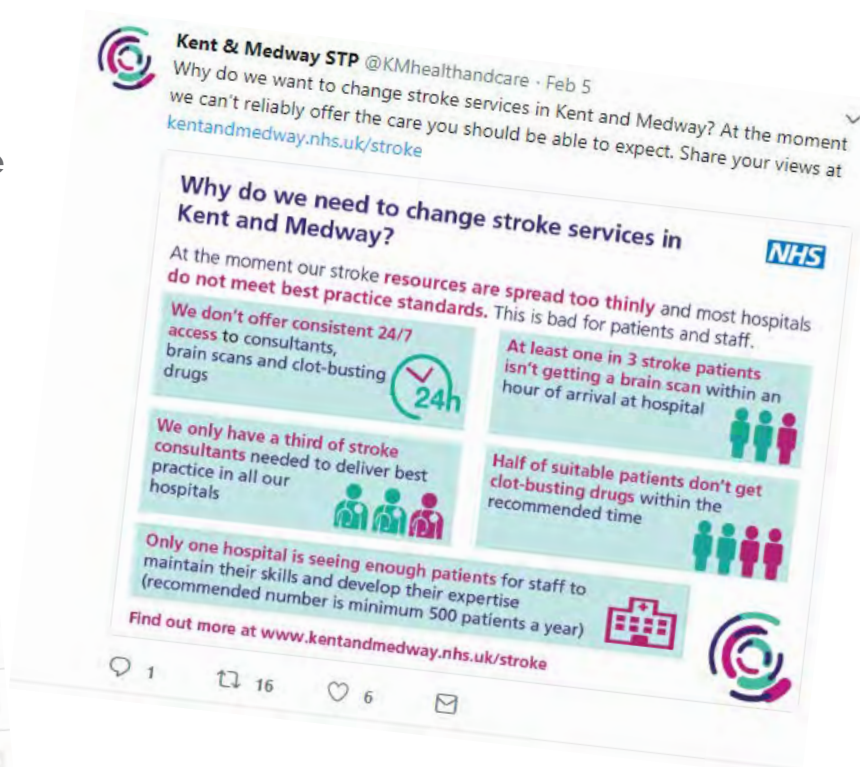 Kent & Medway STP @KMhealthandcare · Feb 5
Why do we want to change stroke services in Kent and Medway? At the moment
we can't reliably offer the care you should be able to expect. Share your views at
kentandmedway.nhs.uk/stroke
Why do we need to change stroke services in
Kent and Medway?
NHS
At the moment our stroke resources are spread too thinly and most hospitals
do not meet best practice standards. This is bad for patients and staff.
We don't offer consistent 24/7
access to consultants,
brain scans and clot-busting
drugs
24h
At least one in 3 stroke patients
isn't getting a brain scan within an
hour of arrival at hospital
We only have a third of stroke
consultants needed to deliver best
practice in all our
hospitals
Half of suitable patients don't get
clot-busting drugs within the
recommended time
Only one hospital is seeing enough patients for staff to
maintain their skills and develop their expertise
(recommended number is minimum 500 patients a year)
Find out more at www.kentandmedway.nhs.uk/stroke
1 16 6